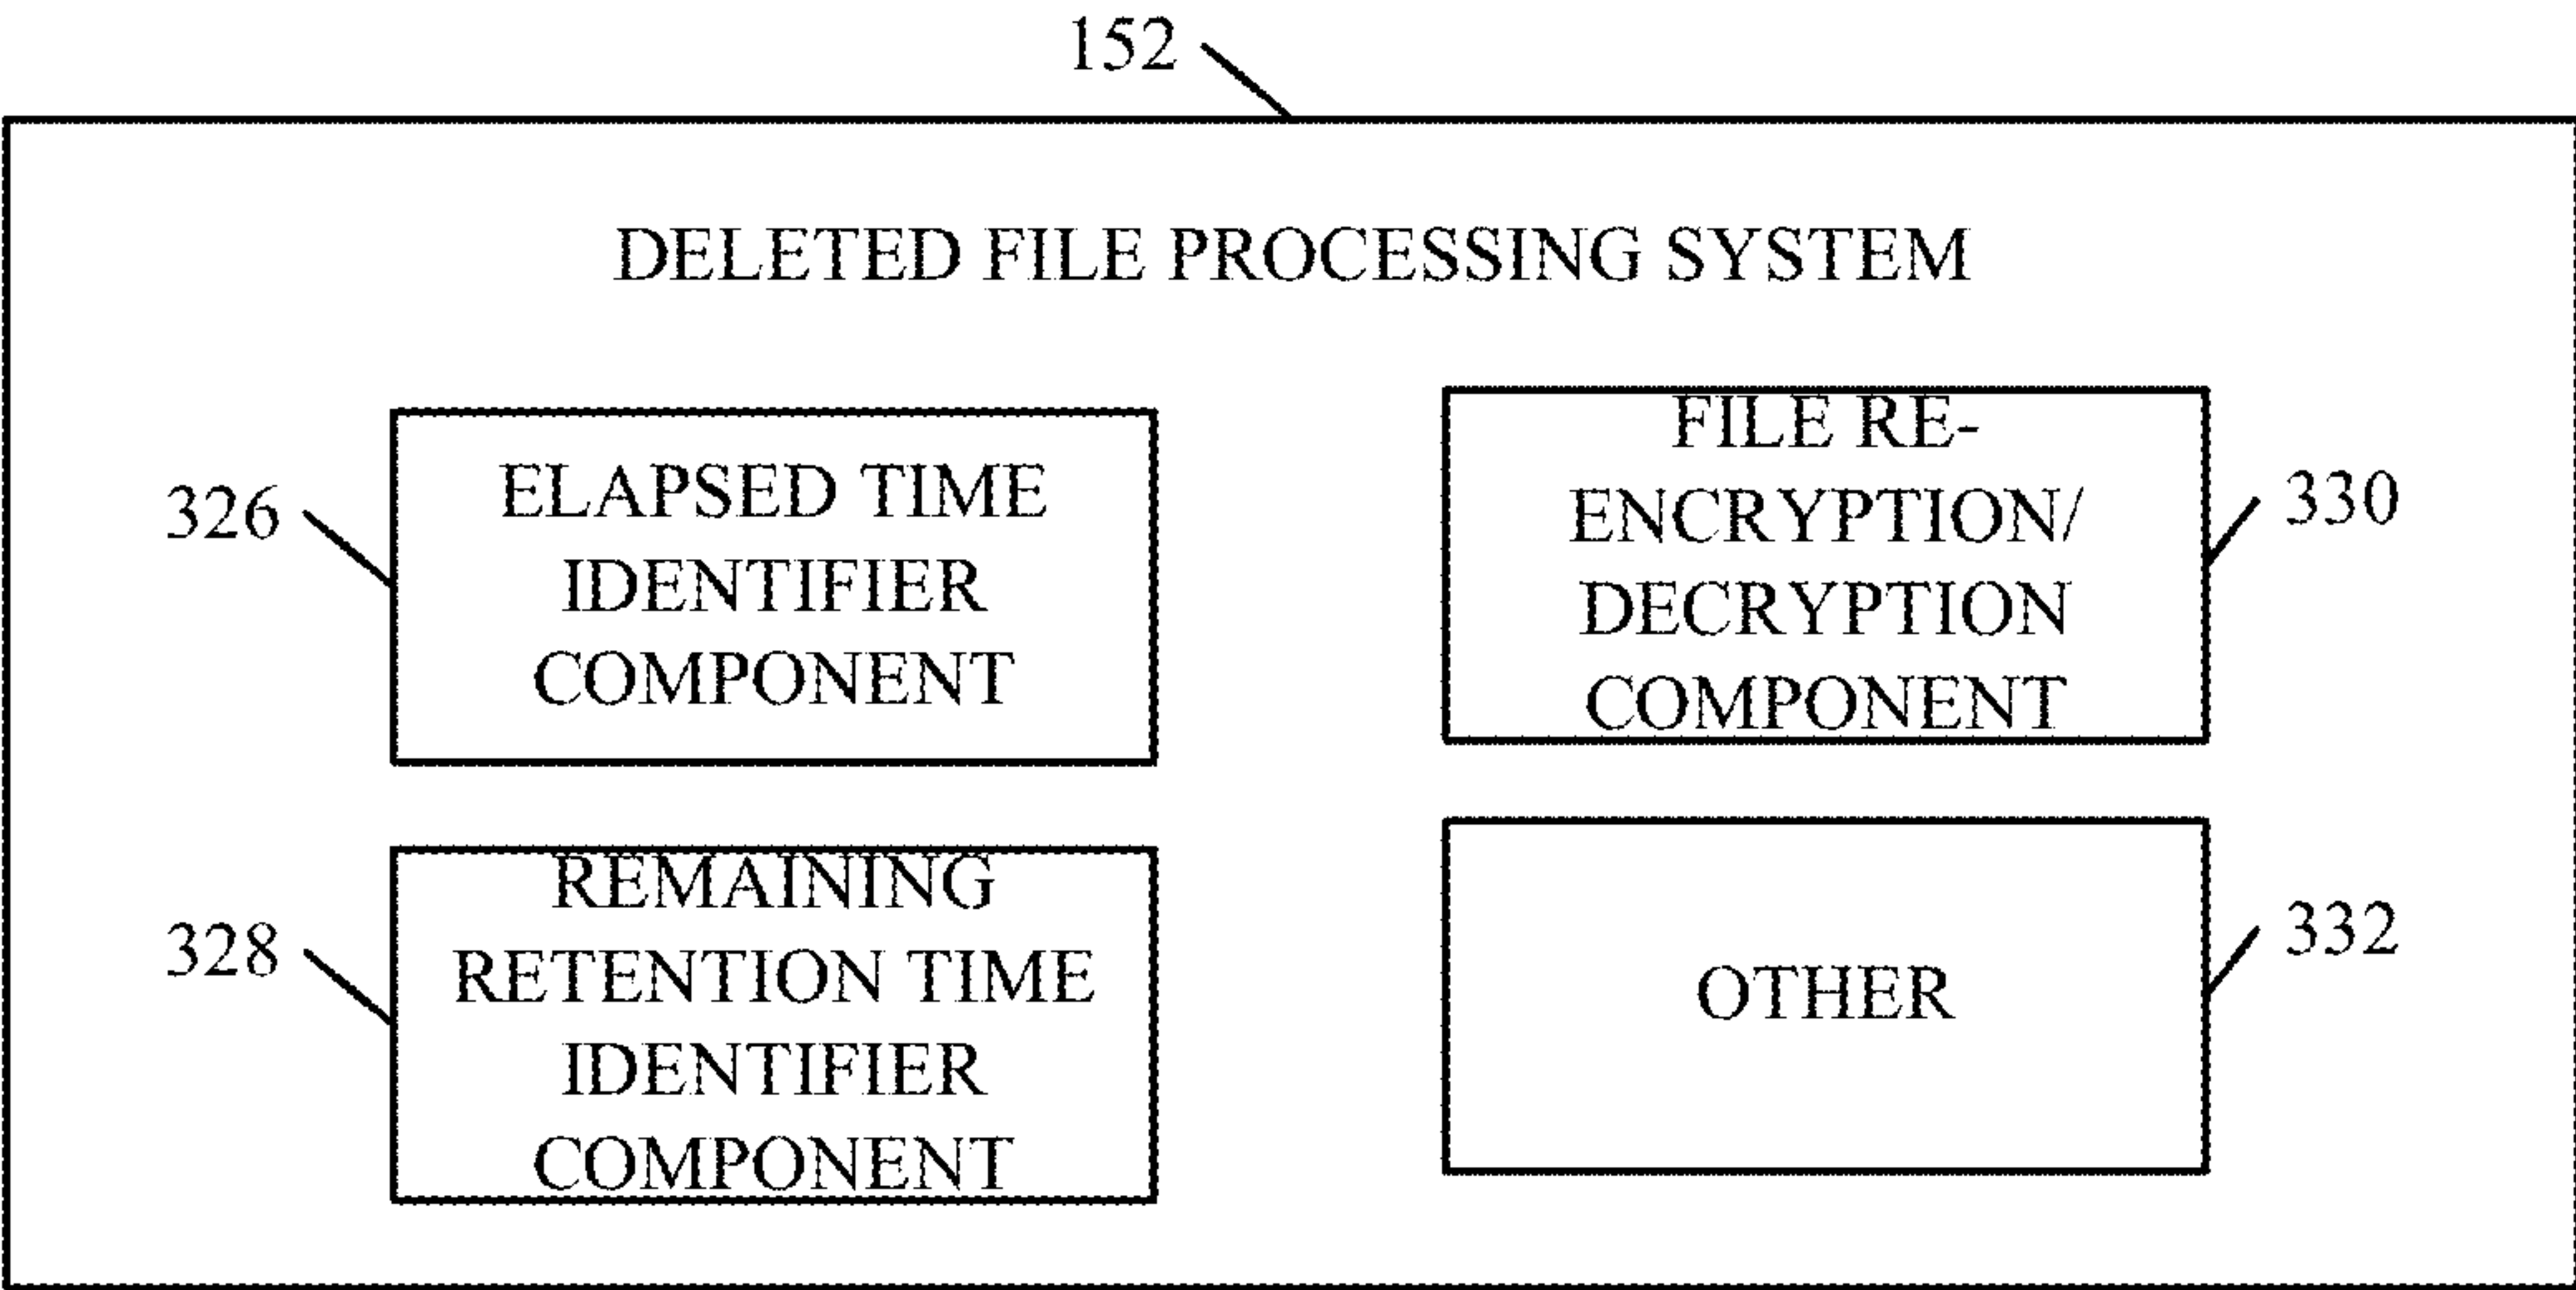 152
DELETED FILE PROCESSING SYSTEM
326
ELAPSED TIME
IDENTIFIER
COMPONENT
FILE RE-
ENCRYPTION/
DECRYPTION
COMPONENT
330
328
REMAINING
RETENTION TIME
IDENTIFIER
COMPONENT
OTHER
332